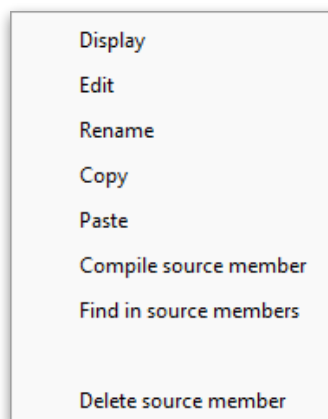 Display
Edit
Rename
Copy
Paste
Compile source member
Find in source members
Delete source member